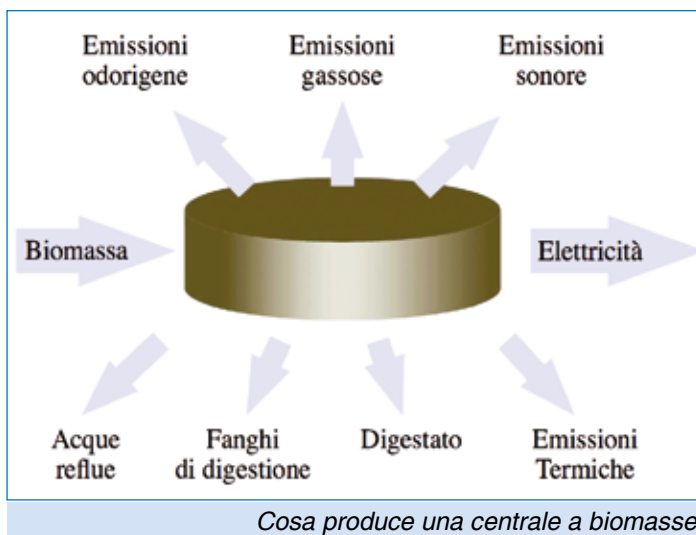 Emissioni
odorigene
Emissioni
gassose
Emissioni
sonore
Biomassa
Elettricità
Acque
reflue
Fanghi
di digestione
Digestato
Emissioni
Termiche
Cosa produce una centrale a biomasse